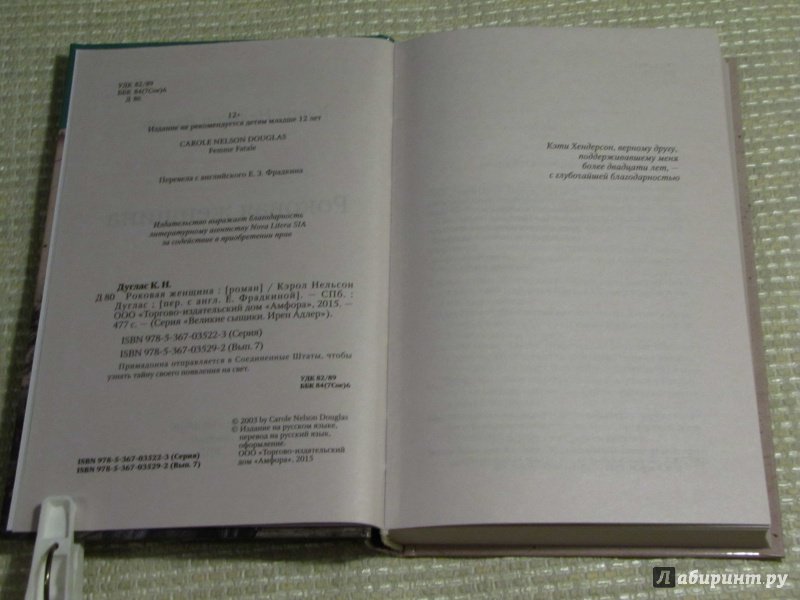 УДК 82/89
ББК 84(7Сое)6
Д 80
12+
Издание не рекомендуется детям младше 12 лет
CAROLE NELSON DOUGLAS
Femme Fatale
Перевела с английского Е. З. Фрадкина
Издательство выражает благодарность
литературному агентству Nova Litera SIA
за содействие в приобретении прав
Дуглас К. Н.
Д 80 Роковая женщина : [роман] / Кэрол Нельсон
Дуглас ; [пер. с англ. Е. Фрадкиной]. — СПб. :
ООО «Торгово-издательский дом «Амфора», 2015. —
477 с. — (Серия «Великие сыщики. Ирен Адлер»).
ISBN 978-5-367-03522-3 (Серия)
ISBN 978-5-367-03529-2 (Вып. 7)
Примадонна отправляется в Соединенные Штаты, чтобы
узнать тайну своего появления на свет.
УДК 82/89
ББК 84(7Сое)6
© 2003 by Carole Nelson Douglas
© Издание на русском языке,
перевод на русский язык,
оформление.
ООО «Торгово-издательский
дом «Амфора», 2015
ISBN 978-5-367-03522-3 (Серия)
ISBN 978-5-367-03529-2 (Вып. 7)
Кэти Хендерсон, верному другу,
поддерживавшему меня
более двадцати лет, —
с глубочайшей благодарностью
Лабиринт.ру